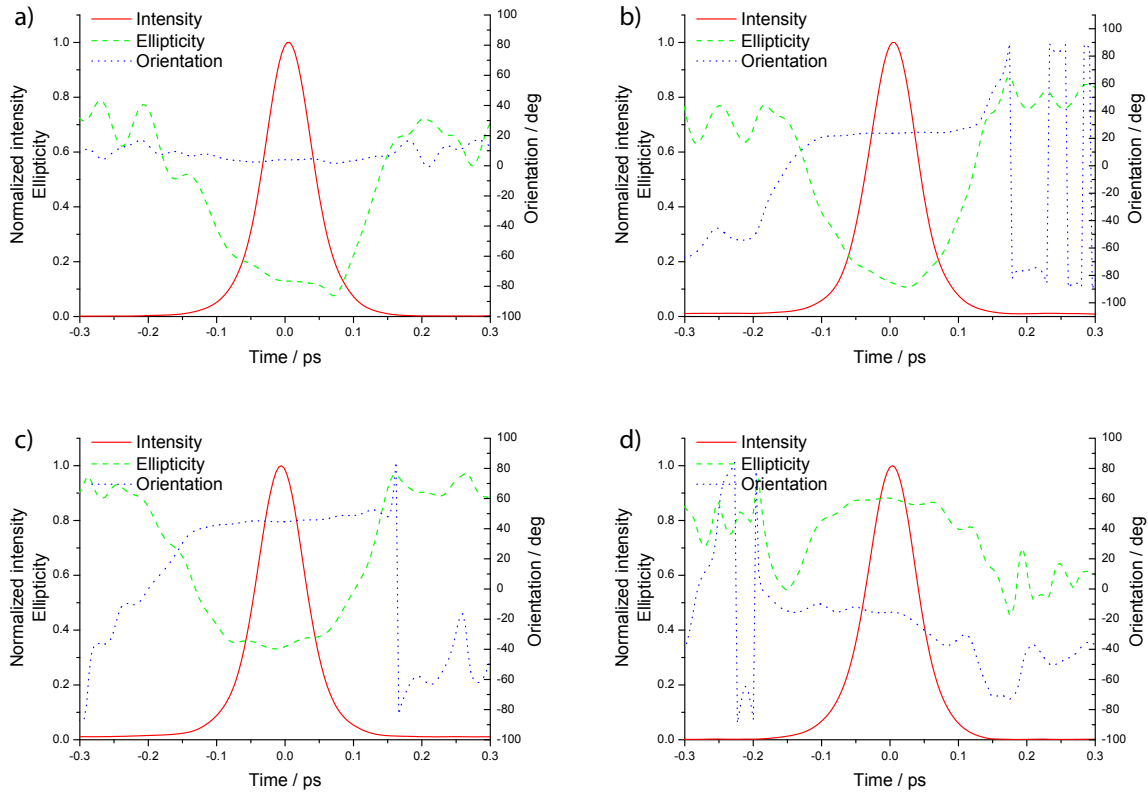 a)
Intensity
Ellipticity
Orientation
1.0
0.8
0.6
0.4
0.2
0.0
Normalized intensity
Ellipticity
100
80
60
40
20
0
-20
-40
-60
-80
-100
Orientation / deg
-0.3 -0.2 -0.1 0.0 0.1 0.2 0.3
Time / ps
b)
Intensity
Ellipticity
Orientation
1.0
0.8
0.6
0.4
0.2
0.0
Normalized intensity
Ellipticity
100
80
60
40
20
0
-20
-40
-60
-80
-100
Orientation / deg
-0.3 -0.2 -0.1 0.0 0.1 0.2 0.3
Time / ps
c)
Intensity
Ellipticity
Orientation
1.0
0.8
0.6
0.4
0.2
0.0
Normalized intensity
Ellipticity
100
80
60
40
20
0
-20
-40
-60
-80
-100
Orientation / deg
-0.3 -0.2 -0.1 0.0 0.1 0.2 0.3
Time / ps
d)
Intensity
Ellipticity
Orientation
1.0
0.8
0.6
0.4
0.2
0.0
Normalized intensity
Ellipticity
100
80
60
40
20
0
-20
-40
-60
-80
-100
Orientation / deg
-0.3 -0.2 -0.1 0.0 0.1 0.2 0.3
Time / ps